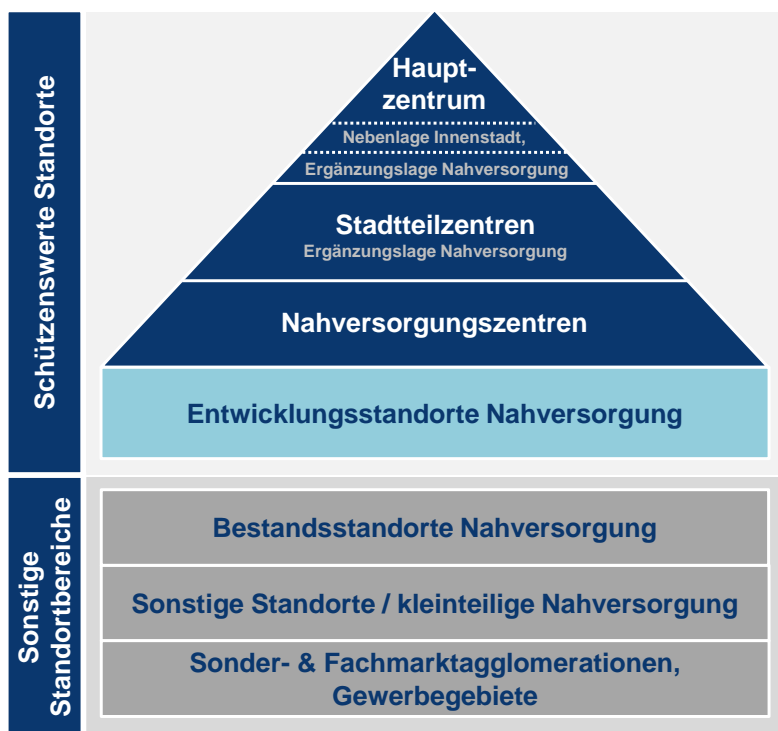 Schützenswerte Standorte
Haupt-
zentrum
Nebenlage Innenstadt,
Ergänzungslage Nahversorgung
Stadtteilzentren
Ergänzungslage Nahversorgung
Nahversorgungszentren
Entwicklungsstandorte Nahversorgung
Sonstige
Standortbereiche
Bestandsstandorte Nahversorgung
Sonstige Standorte / kleinteilige Nahversorgung
Sonder- & Fachmarktagglomerationen,
Gewerbegebiete